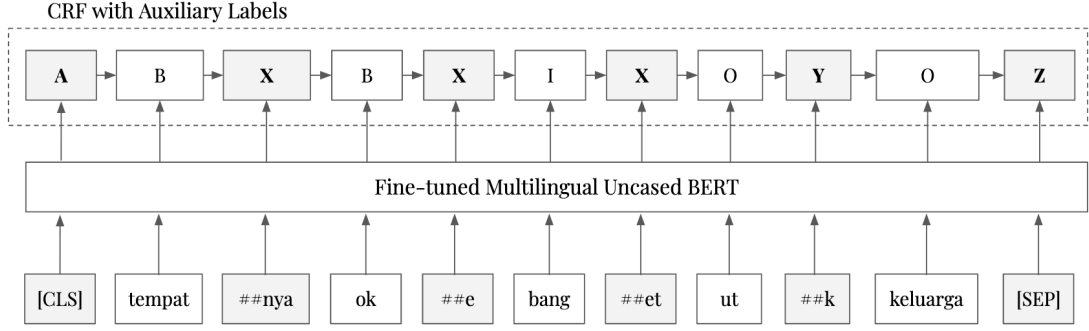 CRF with Auxiliary Labels
A B X B X I X O Y O Z
Fine-tuned Multilingual Uncased BERT
[CLS] tempat ##nya ok ##e bang ##et ut ##k keluarga [SEP]